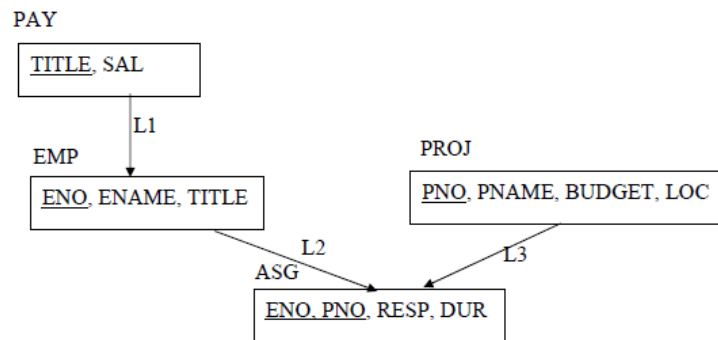 PAY
TITLE, SAL
L1
EMP
PROJ
ENO, ENAME, TITLE
PNO, PNAME, BUDGET, LOC
L2
L3
ASG
ENO, PNO, RESP, DUR